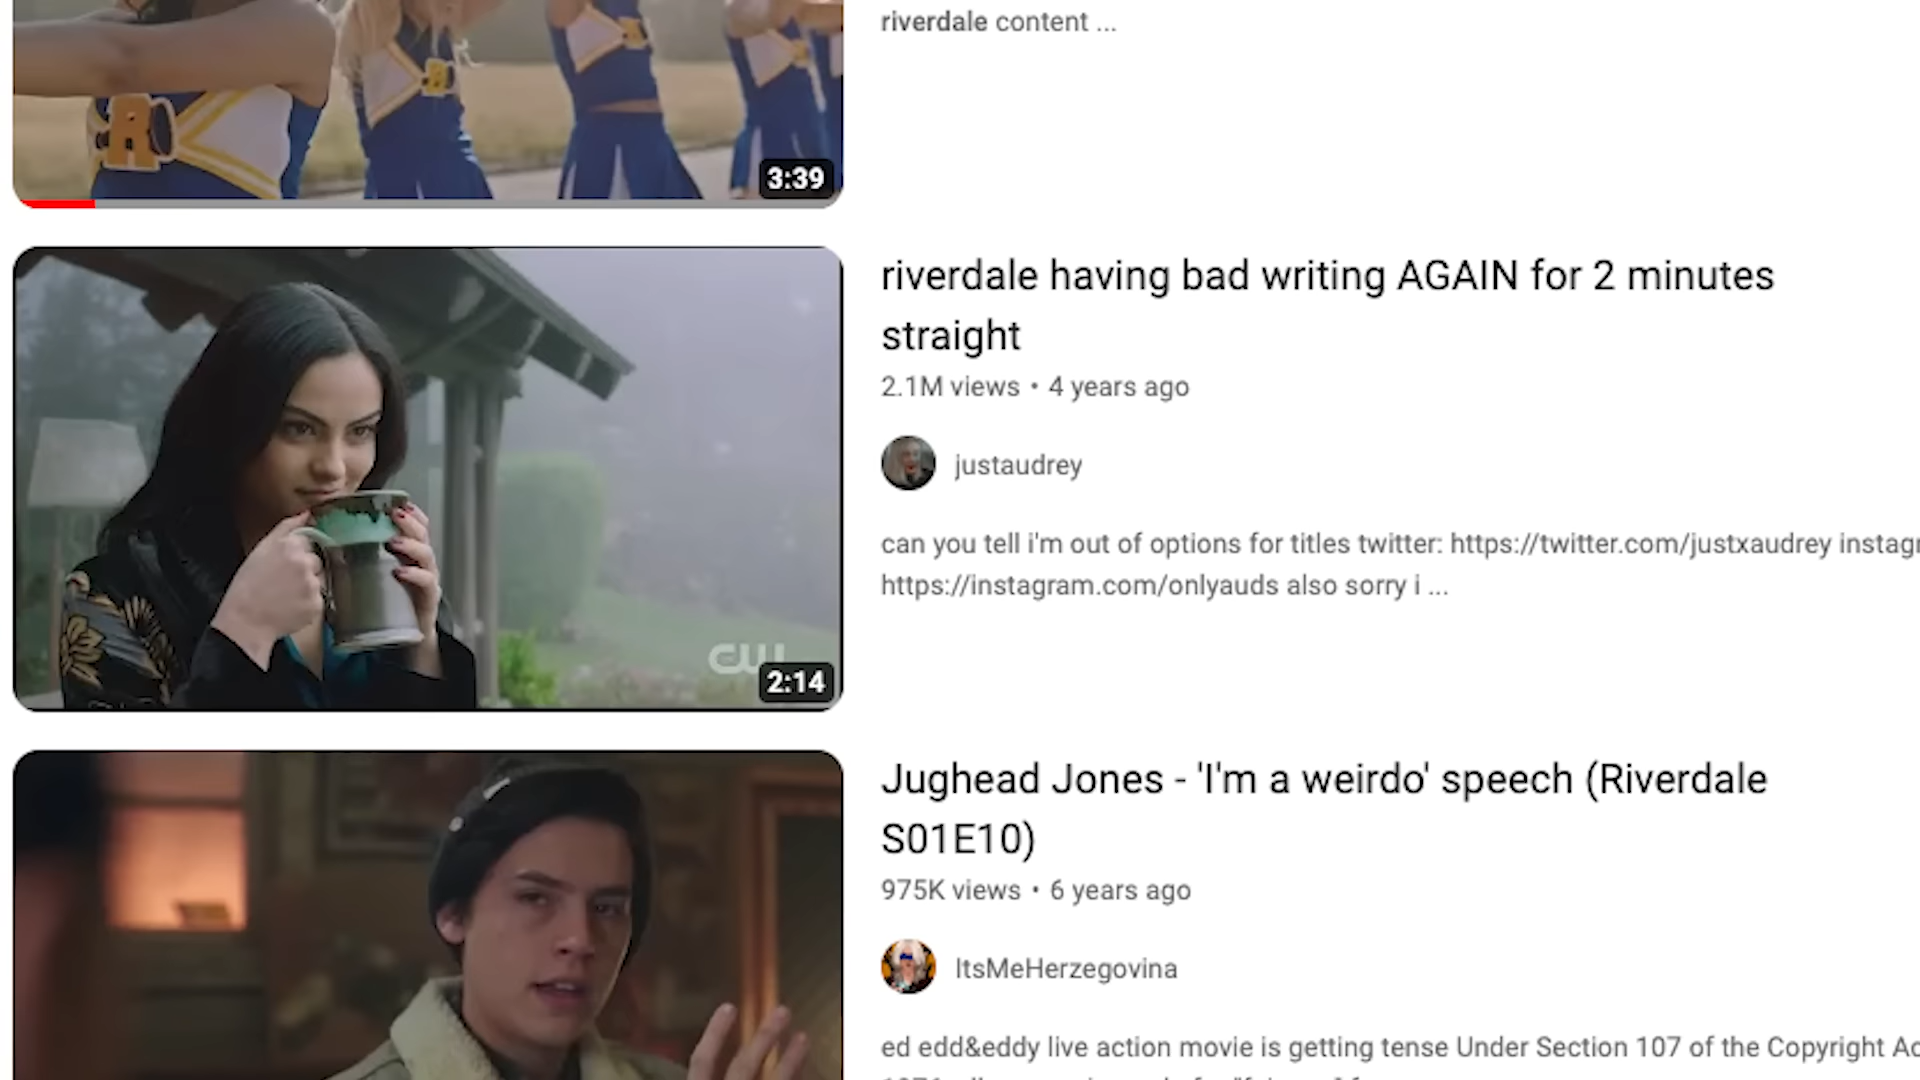 riverdale content ...
3:39
riverdale having bad writing AGAIN for 2 minutes
straight
2.1M views • 4 years ago
justaudrey
can you tell i'm out of options for titles twitter: https://twitter.com/justxaudrey instagr
https://instagram.com/onlyauds also sorry i ...
CW
2:14
Jughead Jones - 'I'm a weirdo' speech (Riverdale
S01E10)
975K views • 6 years ago
ItsMeHerzegovina
ed edd&eddy live action movie is getting tense Under Section 107 of the Copyright Ac